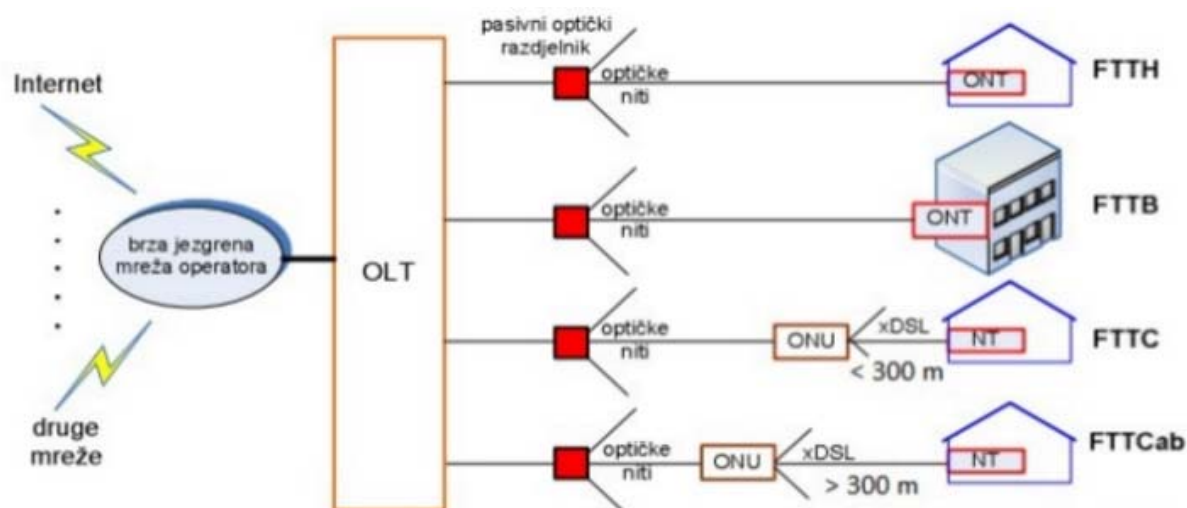 pasivni optički
razdjelnik
Internet
optičke
niti
ONT
FTTH
brza jezgrena
mreža operatora
OLT
optičke
niti
ONT
FTTB
optičke
niti
ONU
xDSL
< 300 m
NT
FTTC
druge
mreže
optičke
niti
ONU
xDSL
> 300 m
NT
FTTCab